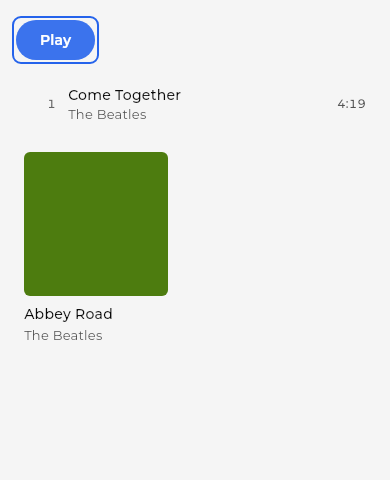 Play
1
Come Together
The Beatles
4:19
Abbey Road
The Beatles